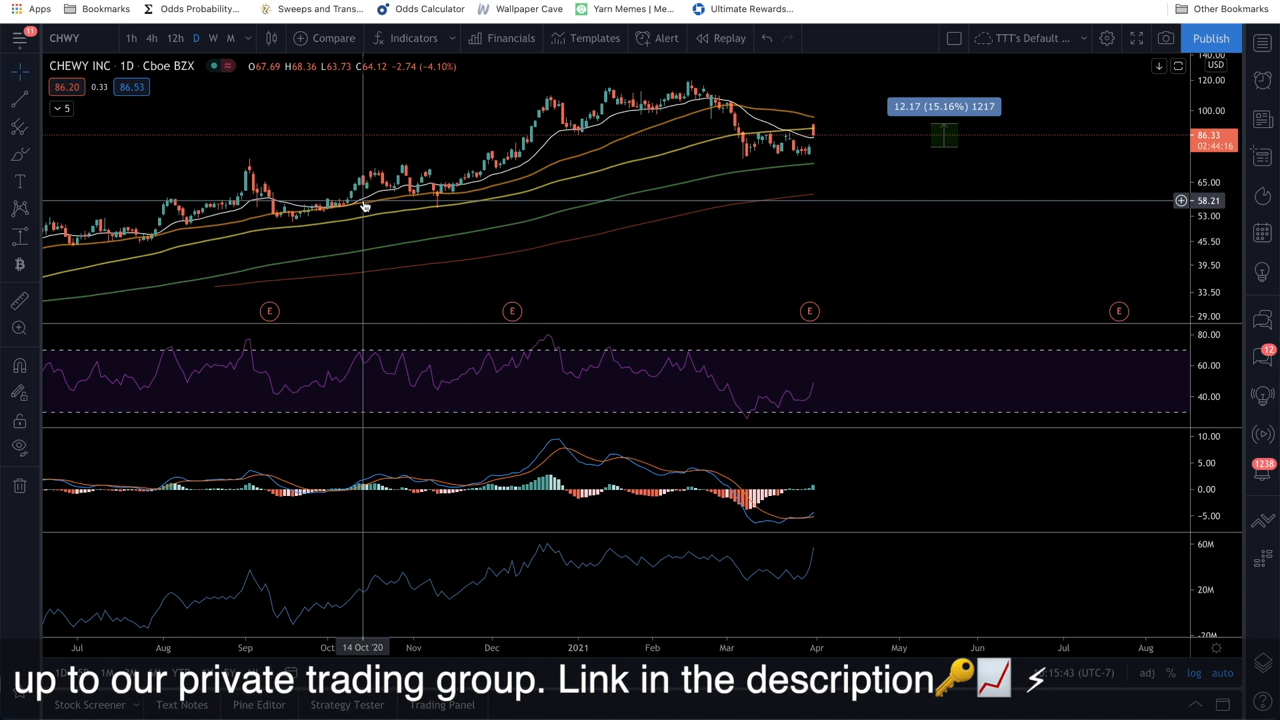 Apps
Bookmarks
Odds Probability...
Sweeps and Trans...
Odds Calculator
Wallpaper Cave
Yarn Memes | Me...
Ultimate Rewards...
Other Bookmarks
11
CHWY
1h 4h 12h D W M
Compare
Indicators
Financials
Templates
Alert
Replay
TTT's Default ...
Publish
CHEWY INC · 1D · Cboe BZX
O67.69 H68.36 L63.73 C64.12 -2.74 (-4.10%)
86.20 0.33 86.53
5
12.17 (15.16%) 1217
140.00
USD
120.00
100.00
86.33
02:44:16
65.00
58.21
53.00
45.50
39.50
33.50
29.00
E E E E
80.00
60.00
40.00
10.00
5.00
0.00
-5.00
60M
20M
-20M
12
1238
Jul Aug Sep Oct 14 Oct '20 Nov Dec 2021 Feb Mar Apr May Jun Jul Aug
up to our private trading group. Link in the description
15:43 (UTC-7)
adj % log auto
Stock Screener
Text Notes
Pine Editor
Strategy Tester
Trading Panel